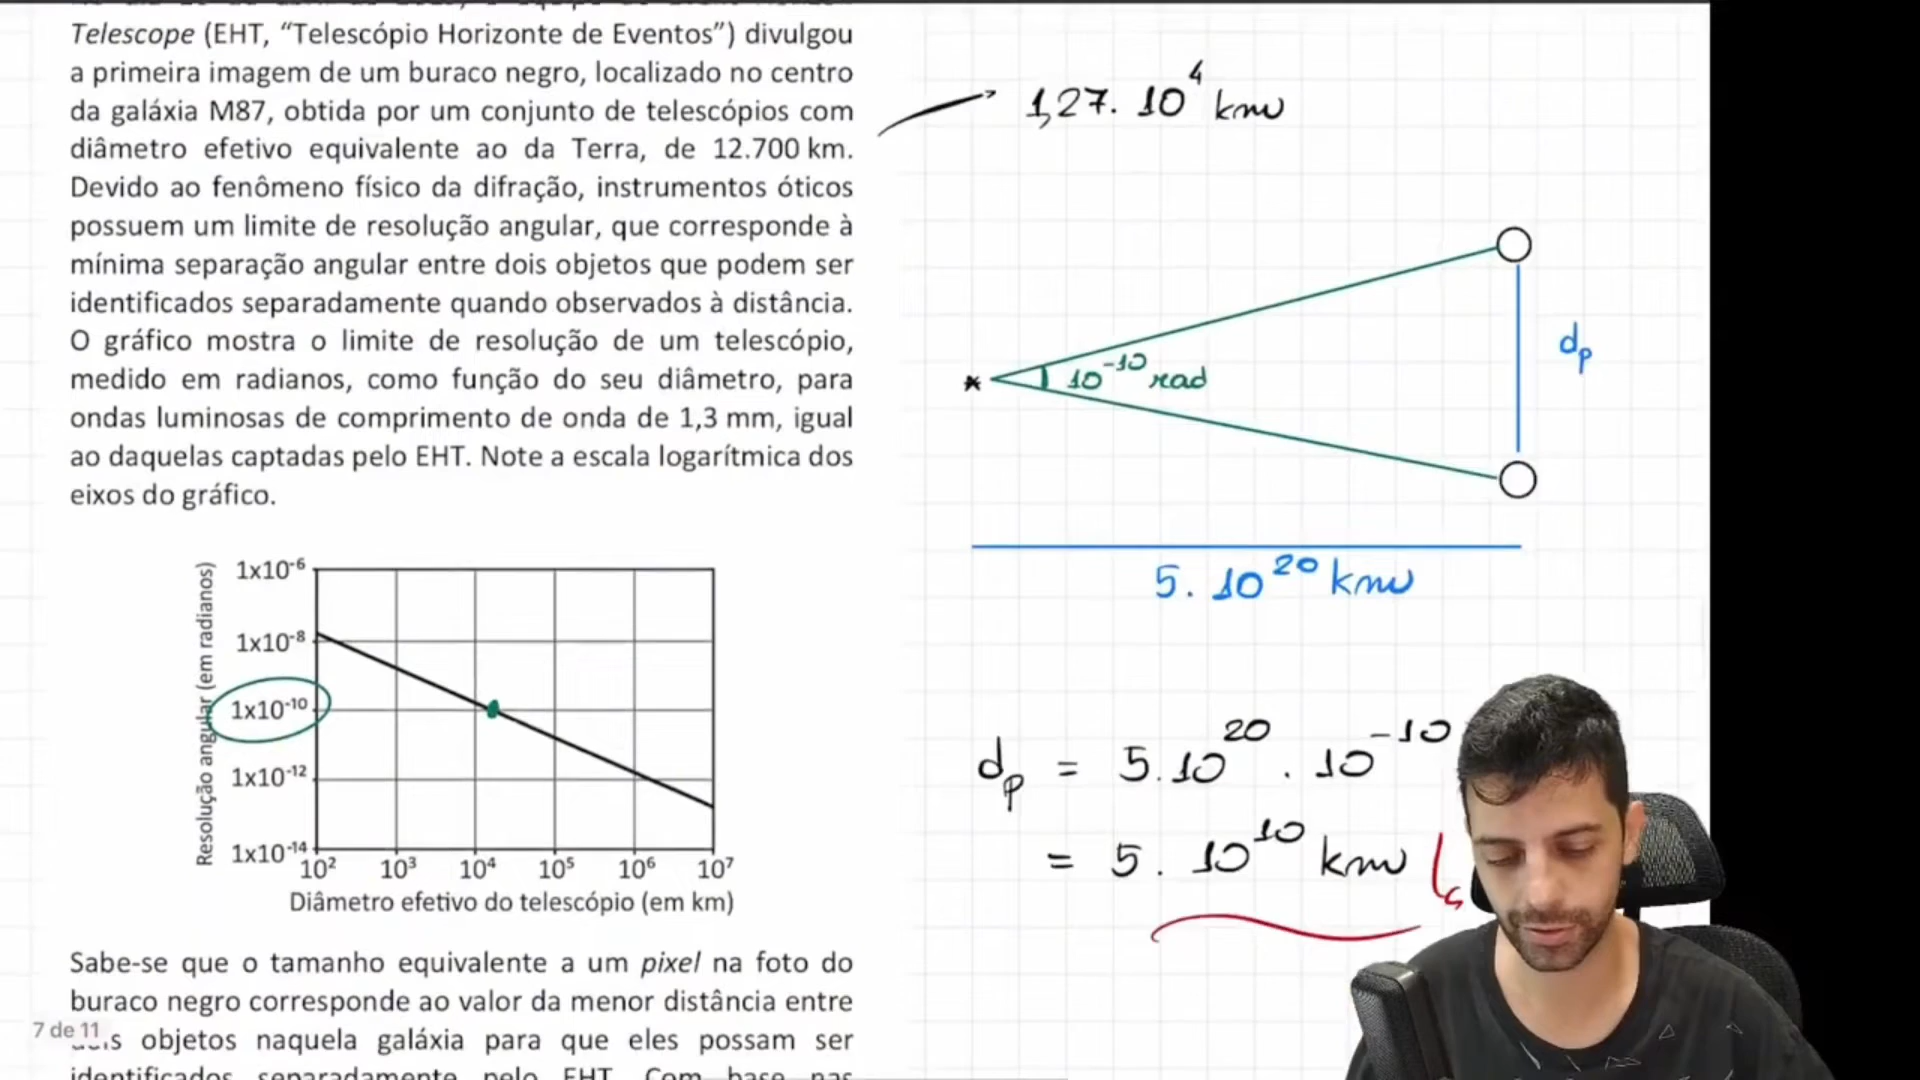 Telescope (EHT, “Telescópio Horizonte de Eventos”) divulgou
a primeira imagem de um buraco negro, localizado no centro
da galáxia M87, obtida por um conjunto de telescópios com
diâmetro efetivo equivalente ao da Terra, de 12.700 km.
Devido ao fenômeno físico da difração, instrumentos óticos
possuem um limite de resolução angular, que corresponde à
mínima separação angular entre dois objetos que podem ser
identificados separadamente quando observados à distância.
O gráfico mostra o limite de resolução de um telescópio,
medido em radianos, como função do seu diâmetro, para
ondas luminosas de comprimento de onda de 1,3 mm, igual
ao daquelas captadas pelo EHT. Note a escala logarítmica dos
eixos do gráfico.
Resolução angular (em radianos)
1x10⁻⁶
1x10⁻⁸
1x10⁻¹⁰
1x10⁻¹²
1x10⁻¹⁴
10² 10³ 10⁴ 10⁵ 10⁶ 10⁷
Diâmetro efetivo do telescópio (em km)
Sabe-se que o tamanho equivalente a um pixel na foto do
buraco negro corresponde ao valor da menor distância entre
objetos naquela galáxia para que eles possam ser
identificados separadamente pelo EHT. Com base nas
7 de 11
1,27. 10⁴ km
10⁻¹⁰ rad
dₚ
5. 10²⁰ km
dₚ = 5.10²⁰ . 10⁻¹⁰
= 5. 10¹⁰ km